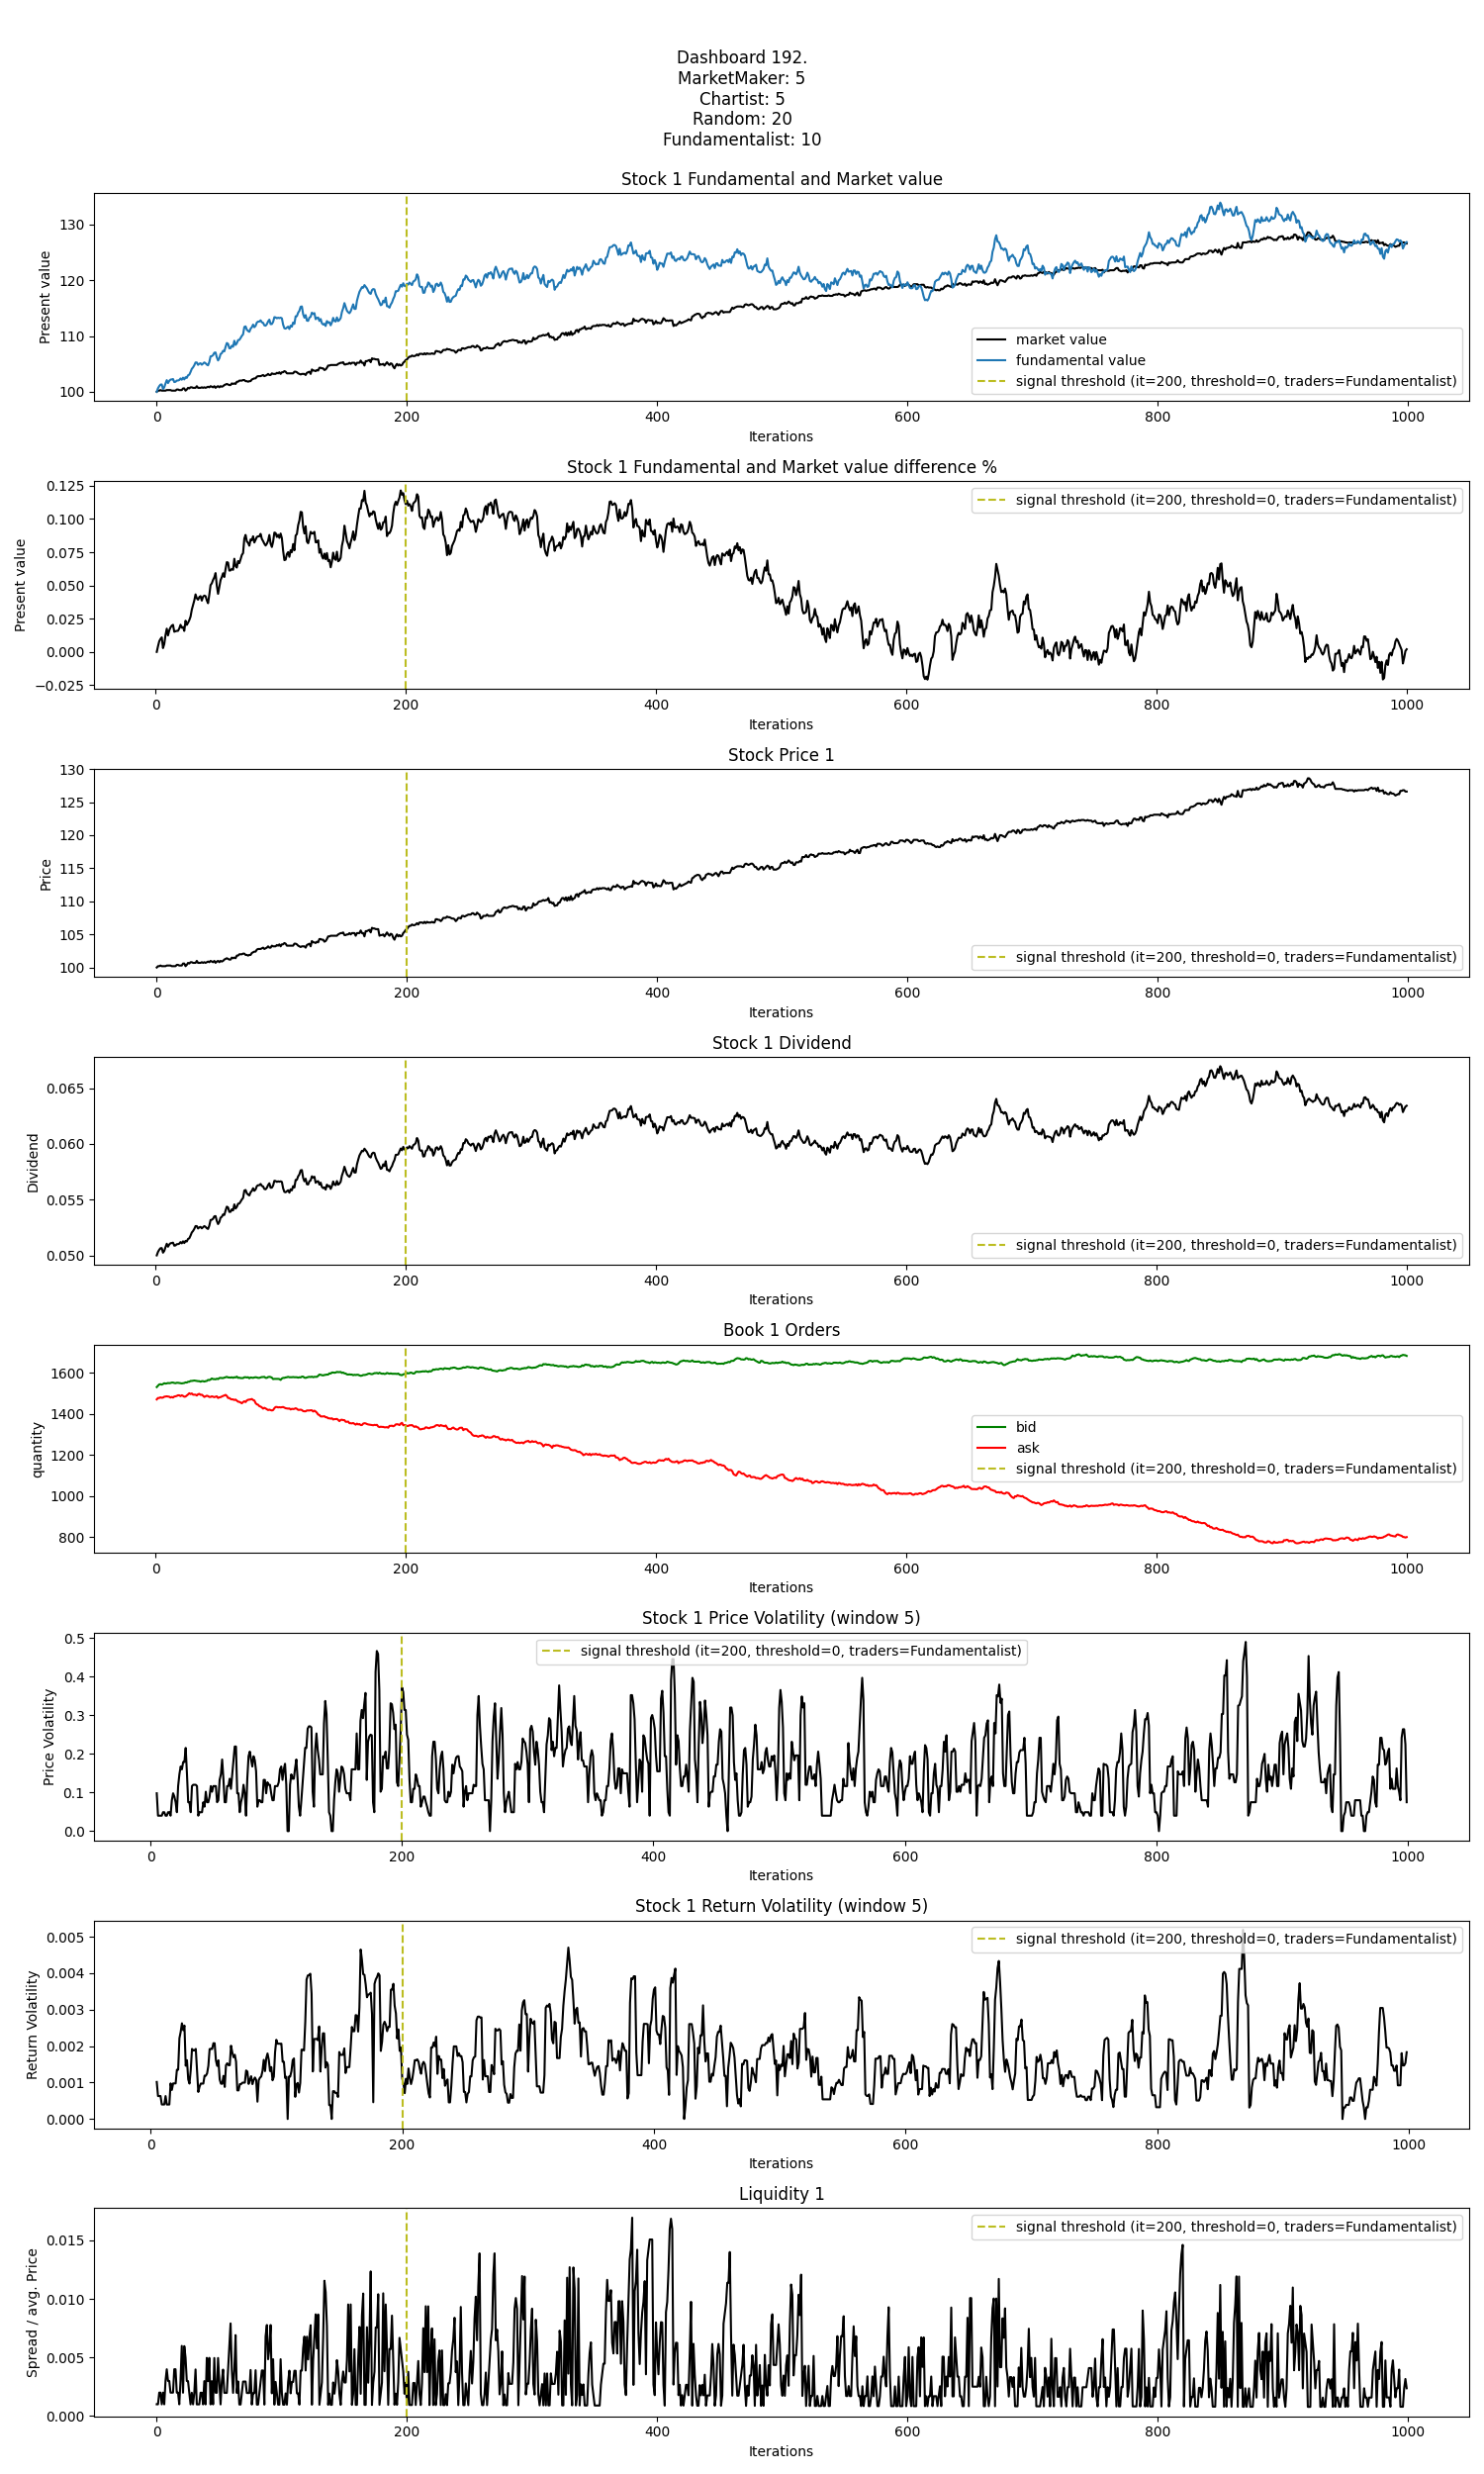 Dashboard 192.
MarketMaker: 5
Chartist: 5
Random: 20
Fundamentalist: 10
Stock 1 Fundamental and Market value
Present value
130
120
110
100
market value
fundamental value
signal threshold (it=200, threshold=0, traders=Fundamentalist)
0 200 400 600 800 1000
Iterations
Stock 1 Fundamental and Market value difference %
Present value
0.125
0.100
0.075
0.050
0.025
0.000
−0.025
signal threshold (it=200, threshold=0, traders=Fundamentalist)
0 200 400 600 800 1000
Iterations
Stock Price 1
Price
130
125
120
115
110
105
100
signal threshold (it=200, threshold=0, traders=Fundamentalist)
0 200 400 600 800 1000
Iterations
Stock 1 Dividend
Dividend
0.065
0.060
0.055
0.050
signal threshold (it=200, threshold=0, traders=Fundamentalist)
0 200 400 600 800 1000
Iterations
Book 1 Orders
quantity
1600
1400
1200
1000
800
bid
ask
signal threshold (it=200, threshold=0, traders=Fundamentalist)
0 200 400 600 800 1000
Iterations
Stock 1 Price Volatility (window 5)
Price Volatility
0.5
0.4
0.3
0.2
0.1
0.0
signal threshold (it=200, threshold=0, traders=Fundamentalist)
0 200 400 600 800 1000
Iterations
Stock 1 Return Volatility (window 5)
Return Volatility
0.005
0.004
0.003
0.002
0.001
0.000
signal threshold (it=200, threshold=0, traders=Fundamentalist)
0 200 400 600 800 1000
Iterations
Liquidity 1
Spread / avg. Price
0.015
0.010
0.005
0.000
signal threshold (it=200, threshold=0, traders=Fundamentalist)
0 200 400 600 800 1000
Iterations